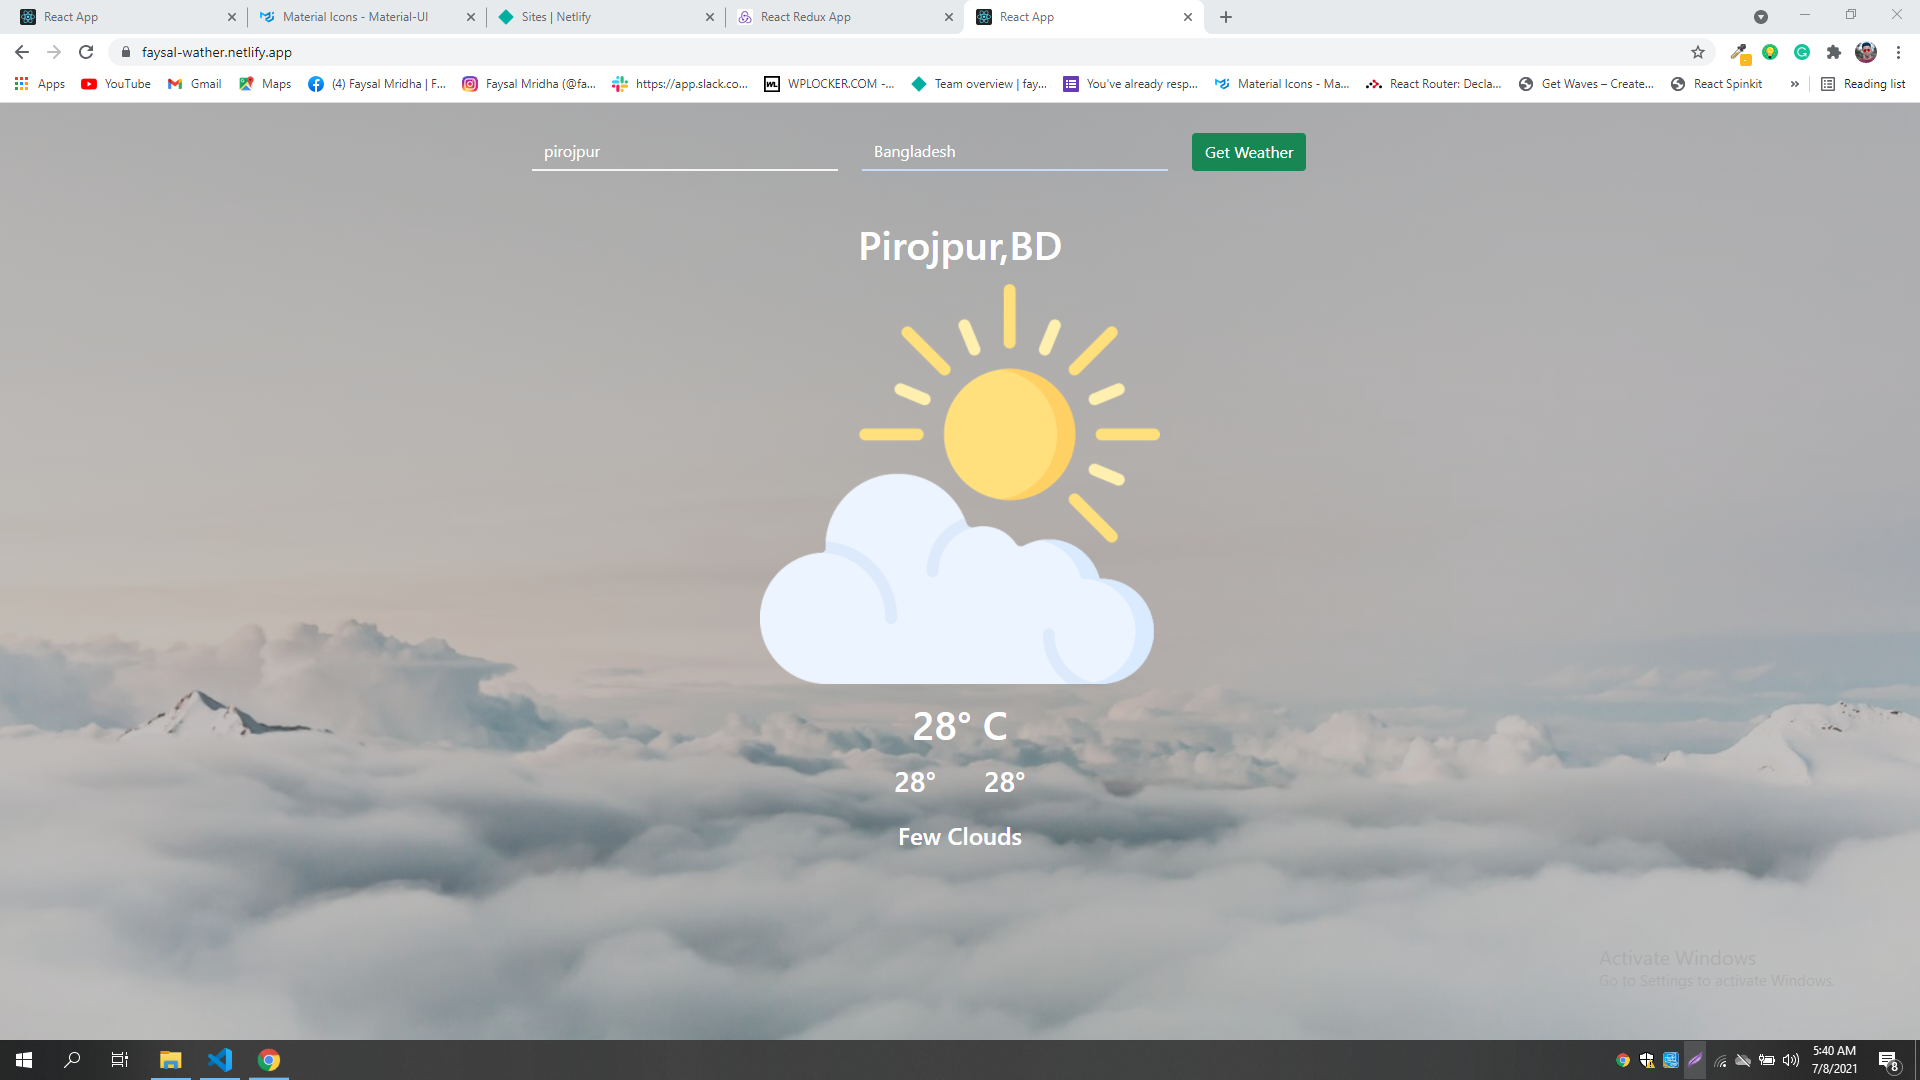 React App
Material Icons - Material-UI
Sites | Netlify
React Redux App
React App
faysal-wather.netlify.app
Apps
YouTube
Gmail
Maps
(4) Faysal Mridha | F...
Faysal Mridha (@fa...
https://app.slack.co...
WL
WPLOCKER.COM -...
Team overview | fay...
You've already resp...
Material Icons - Ma...
React Router: Decla...
Get Waves – Create...
React Spinkit
»
Reading list
pirojpur
Bangladesh
Get Weather
Pirojpur,BD
28° C
28° 28°
Few Clouds
Activate Windows
Go to Settings to activate Windows.
5:40 AM
7/8/2021
8